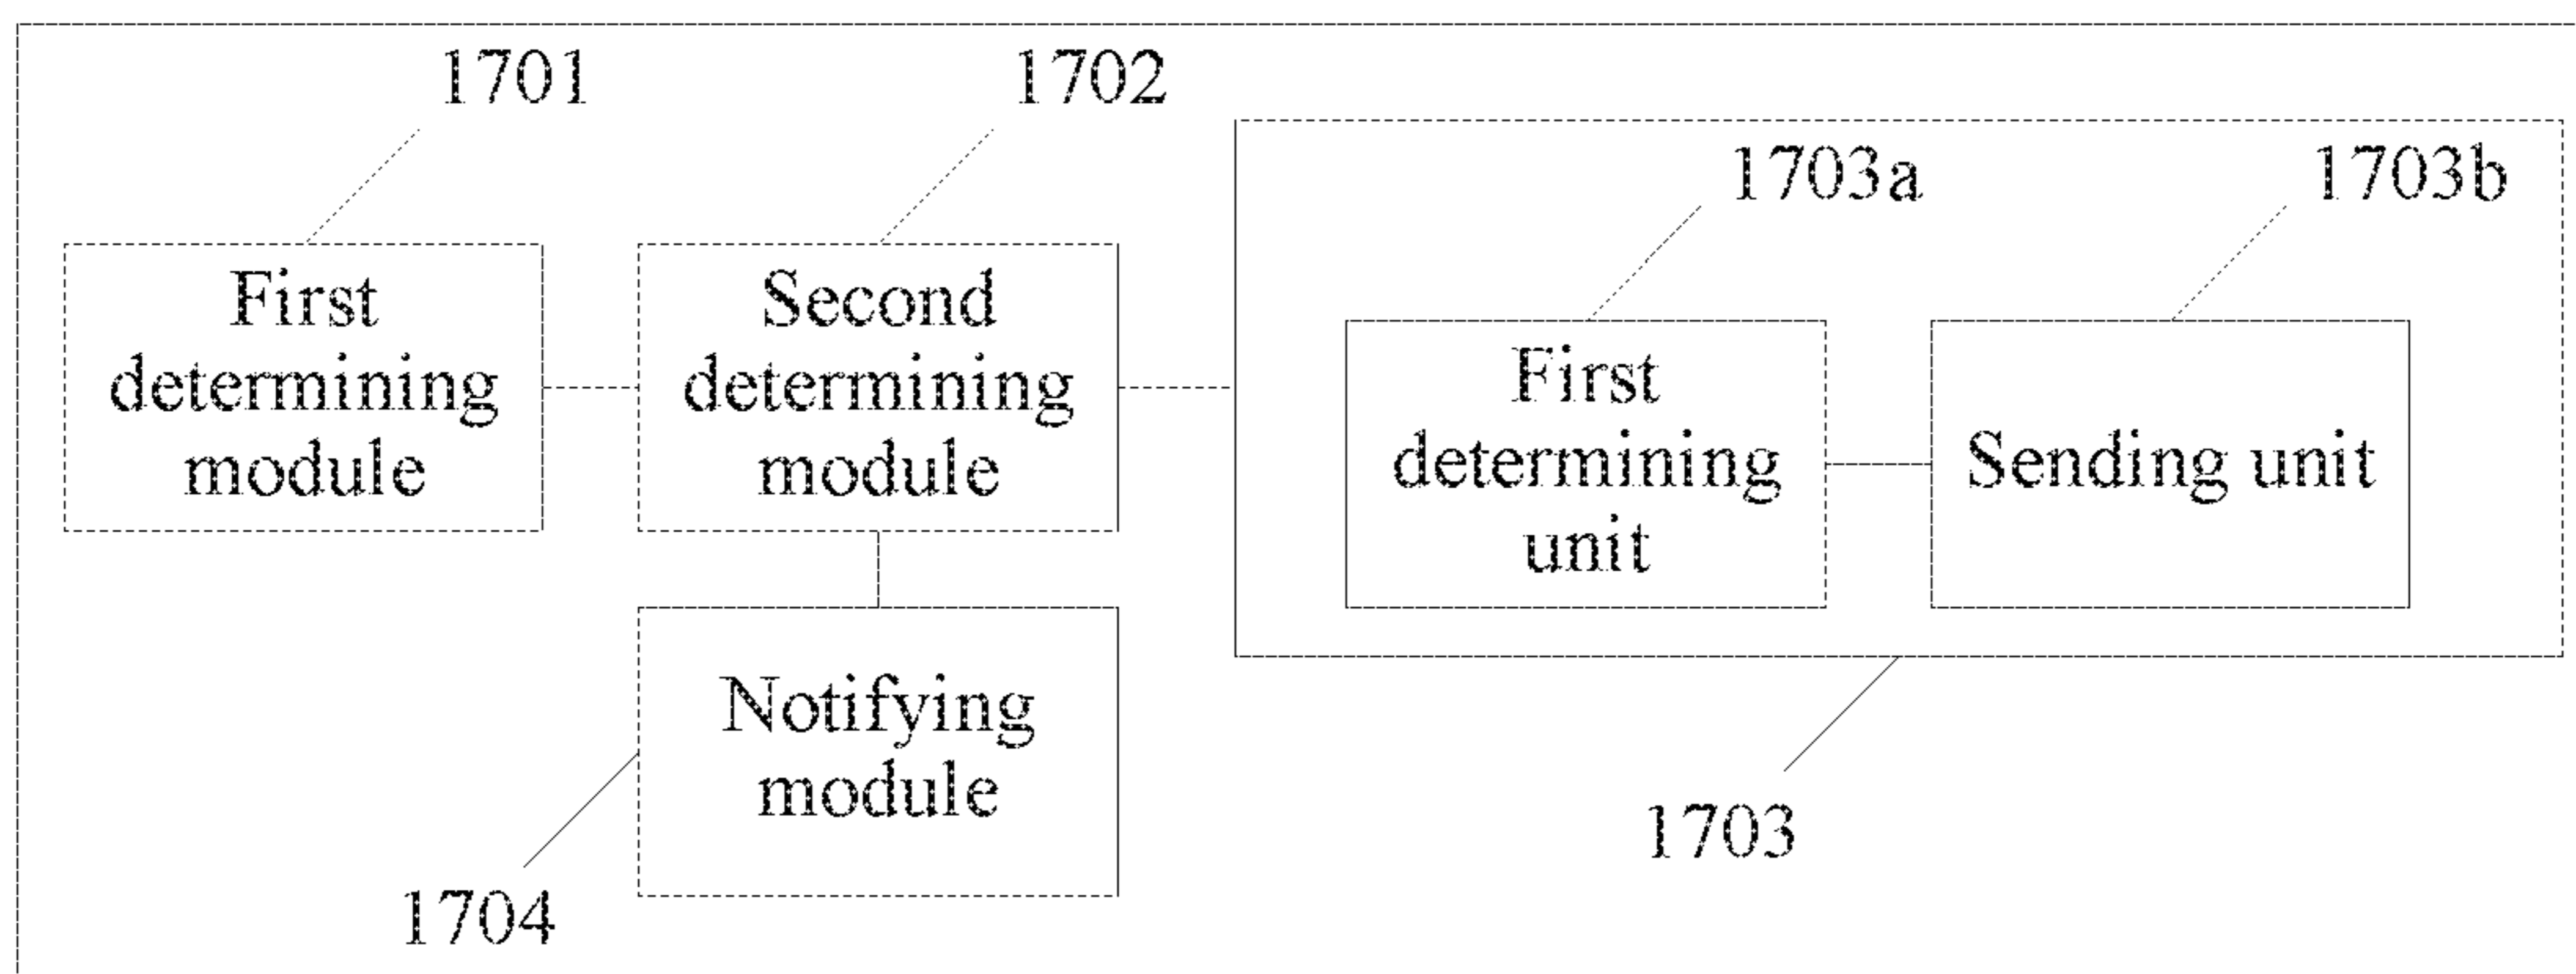 1701
1702
1703a
1703b
First
determining
module
Second
determining
module
First
determining
unit
Sending unit
Notifying
module
1703
1704